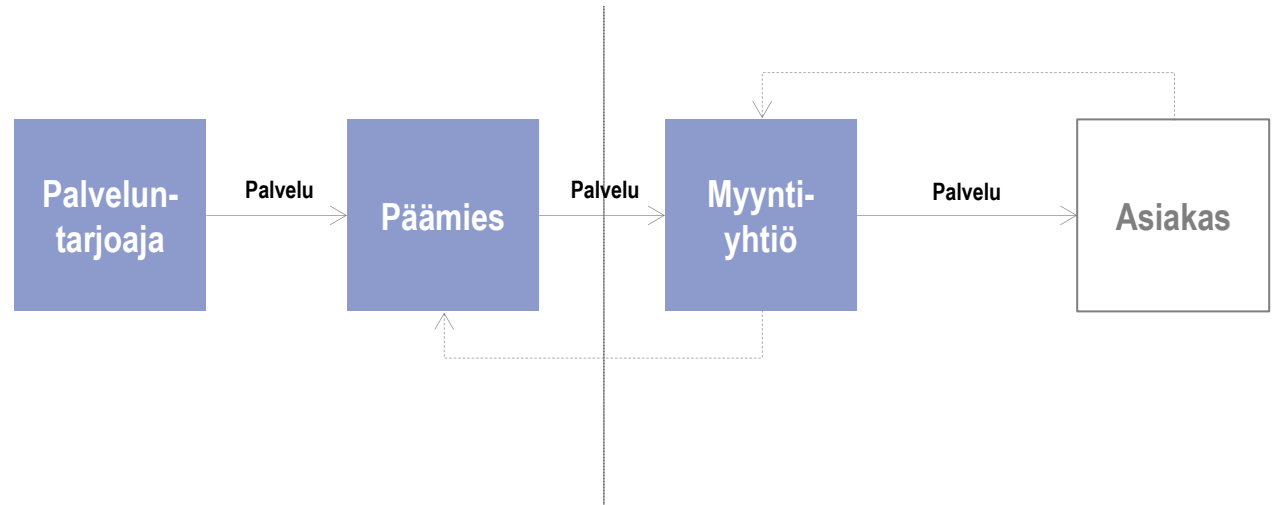 Palvelun-
tarjoaja
Palvelu
Päämies
Palvelu
Myynti-
yhtiö
Palvelu
Asiakas